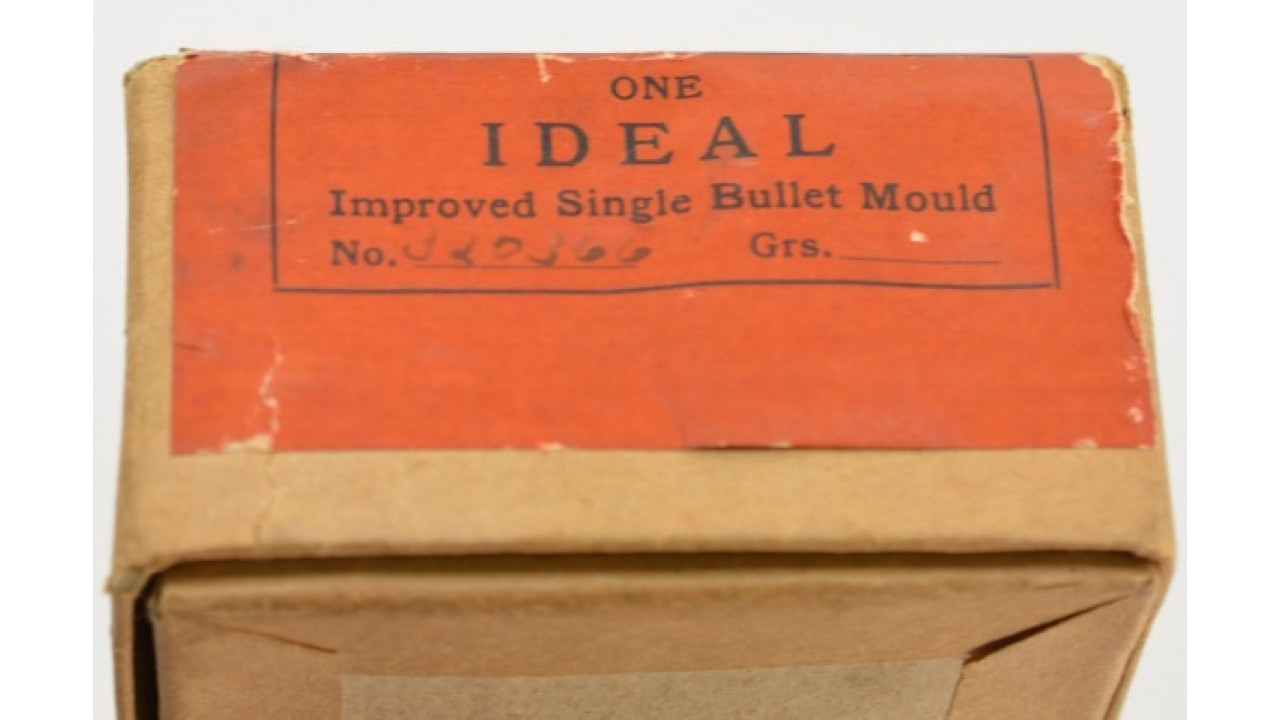 ONE
IDEAL
Improved Single Bullet Mould
No. Grs.